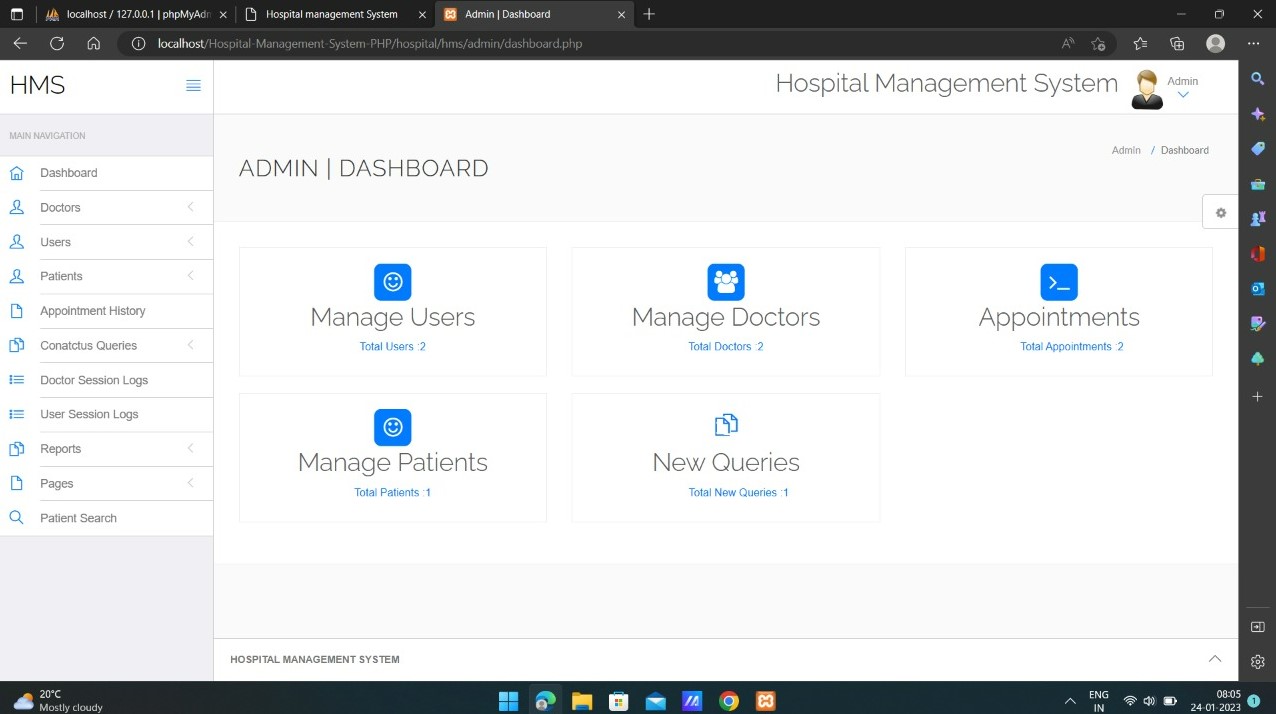 localhost / 127.0.0.1 | phpMyAdn
Hospital management System
Admin | Dashboard
localhost/Hospital-Management-System-PHP/hospital/hms/admin/dashboard.php
HMS
Hospital Management System
Admin
MAIN NAVIGATION
Dashboard
Doctors
Users
Patients
Appointment History
Conatctus Queries
Doctor Session Logs
User Session Logs
Reports
Pages
Patient Search
ADMIN | DASHBOARD
Admin / Dashboard
Manage Users
Total Users :2
Manage Doctors
Total Doctors :2
Appointments
Total Appointments :2
Manage Patients
Total Patients :1
New Queries
Total New Queries :1
HOSPITAL MANAGEMENT SYSTEM
20°C
Mostly cloudy
ENG
IN
08:05
24-01-2023
1